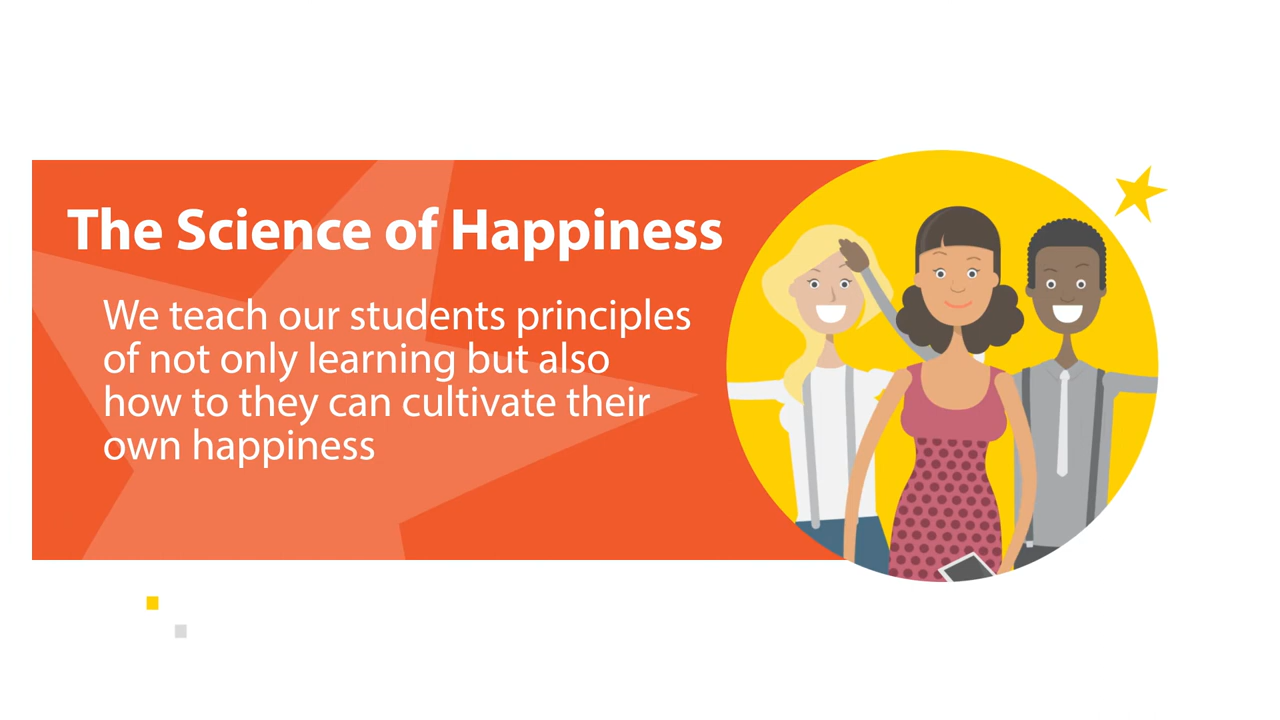 The Science of Happiness
We teach our students principles
of not only learning but also
how to they can cultivate their
own happiness